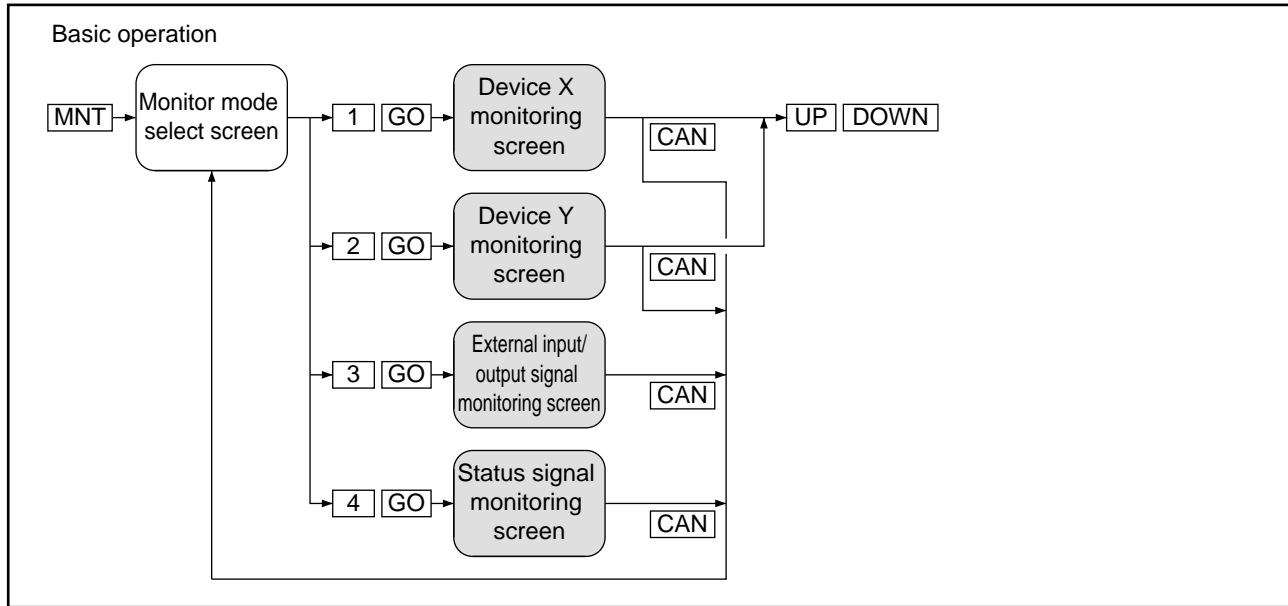 Basic operation
MNT
Monitor mode
select screen
1 GO
Device X
monitoring
screen
CAN
UP DOWN
2 GO
Device Y
monitoring
screen
CAN
3 GO
External input/
output signal
monitoring screen
CAN
4 GO
Status signal
monitoring
screen
CAN